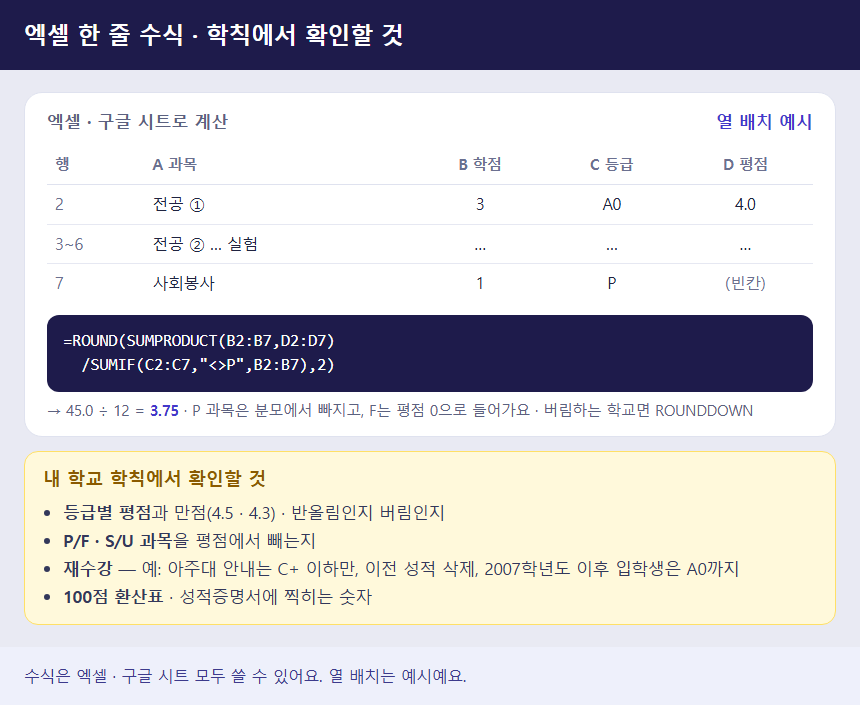 엑셀 한 줄 수식 · 학칙에서 확인할 것
엑셀 · 구글 시트로 계산 열 배치 예시
행 A 과목 B 학점 C 등급 D 평점
2 전공 ① 3 A0 4.0
3~6 전공 ② ... 실험 ... ... ...
7 사회봉사 1 P (빈칸)
=ROUND(SUMPRODUCT(B2:B7,D2:D7)
/SUMIF(C2:C7,"<>P",B2:B7),2)
→ 45.0 ÷ 12 = 3.75 · P 과목은 분모에서 빠지고, F는 평점 0으로 들어가요 · 버림하는 학교면 ROUNDDOWN
내 학교 학칙에서 확인할 것
• 등급별 평점과 만점(4.5 · 4.3) · 반올림인지 버림인지
• P/F · S/U 과목을 평점에서 빼는지
• 재수강 — 예: 아주대 안내는 C+ 이하만, 이전 성적 삭제, 2007학년도 이후 입학생은 A0까지
• 100점 환산표 · 성적증명서에 찍히는 숫자
수식은 엑셀 · 구글 시트 모두 쓸 수 있어요. 열 배치는 예시예요.